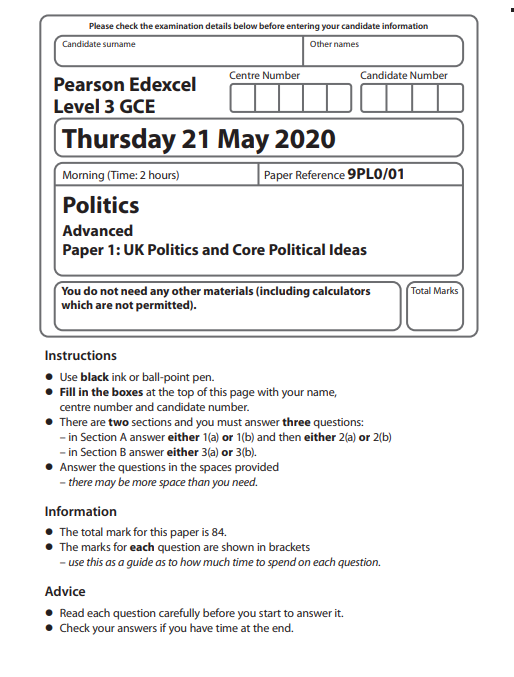 Please check the examination details below before entering your candidate information
Candidate surname
Other names
Pearson Edexcel
Level 3 GCE
Centre Number
Candidate Number
Thursday 21 May 2020
Morning (Time: 2 hours)
Paper Reference 9PL0/01
Politics
Advanced
Paper 1: UK Politics and Core Political Ideas
You do not need any other materials (including calculators
which are not permitted).
Total Marks
Instructions
● Use black ink or ball-point pen.
● Fill in the boxes at the top of this page with your name,
centre number and candidate number.
● There are two sections and you must answer three questions:
– in Section A answer either 1(a) or 1(b) and then either 2(a) or 2(b)
– in Section B answer either 3(a) or 3(b).
● Answer the questions in the spaces provided
– there may be more space than you need.
Information
● The total mark for this paper is 84.
● The marks for each question are shown in brackets
– use this as a guide as to how much time to spend on each question.
Advice
● Read each question carefully before you start to answer it.
● Check your answers if you have time at the end.